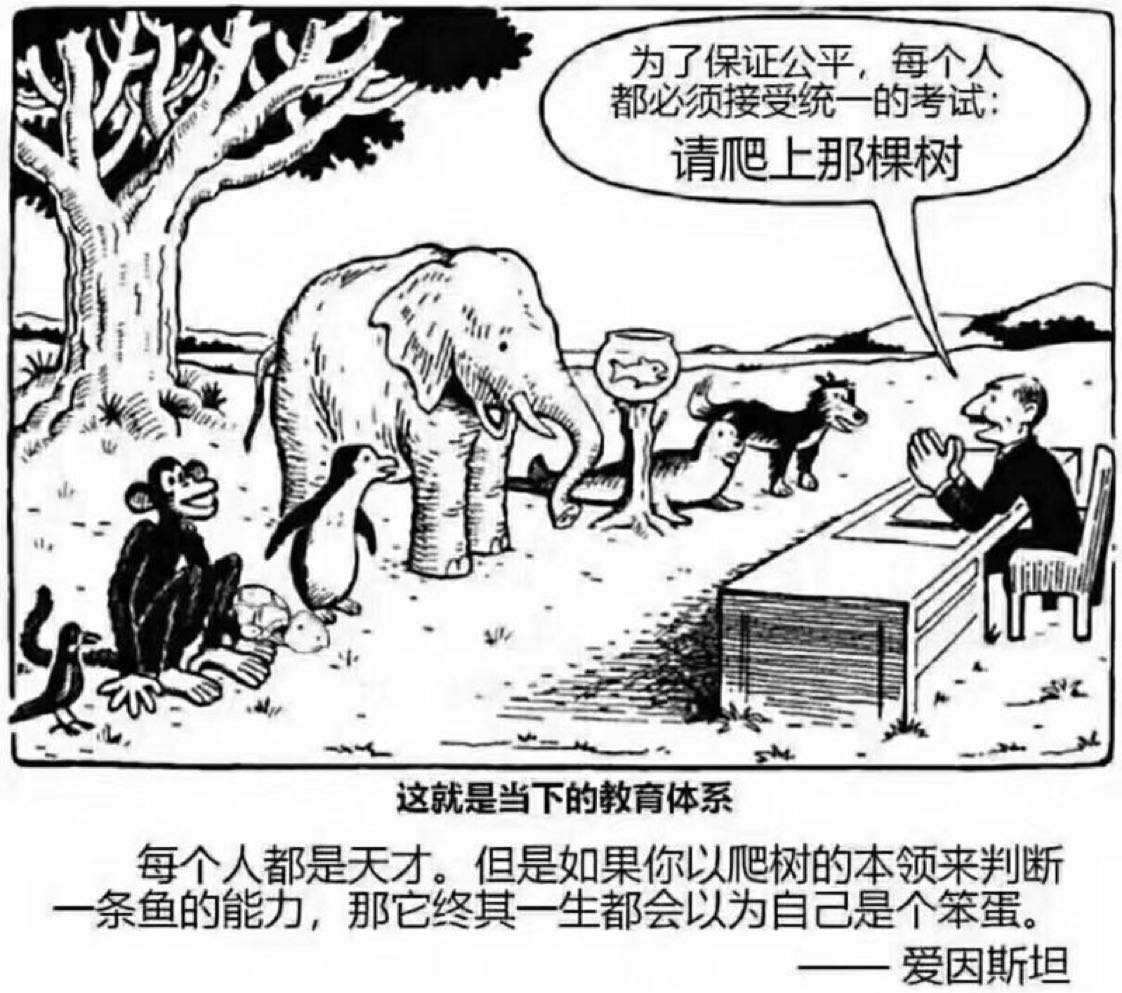 为了保证公平，每个人
都必须接受统一的考试：
请爬上那棵树
这就是当下的教育体系
每个人都是天才。但是如果你以爬树的本领来判断
一条鱼的能力，那它终其一生都会以为自己是个笨蛋。
—— 爱因斯坦